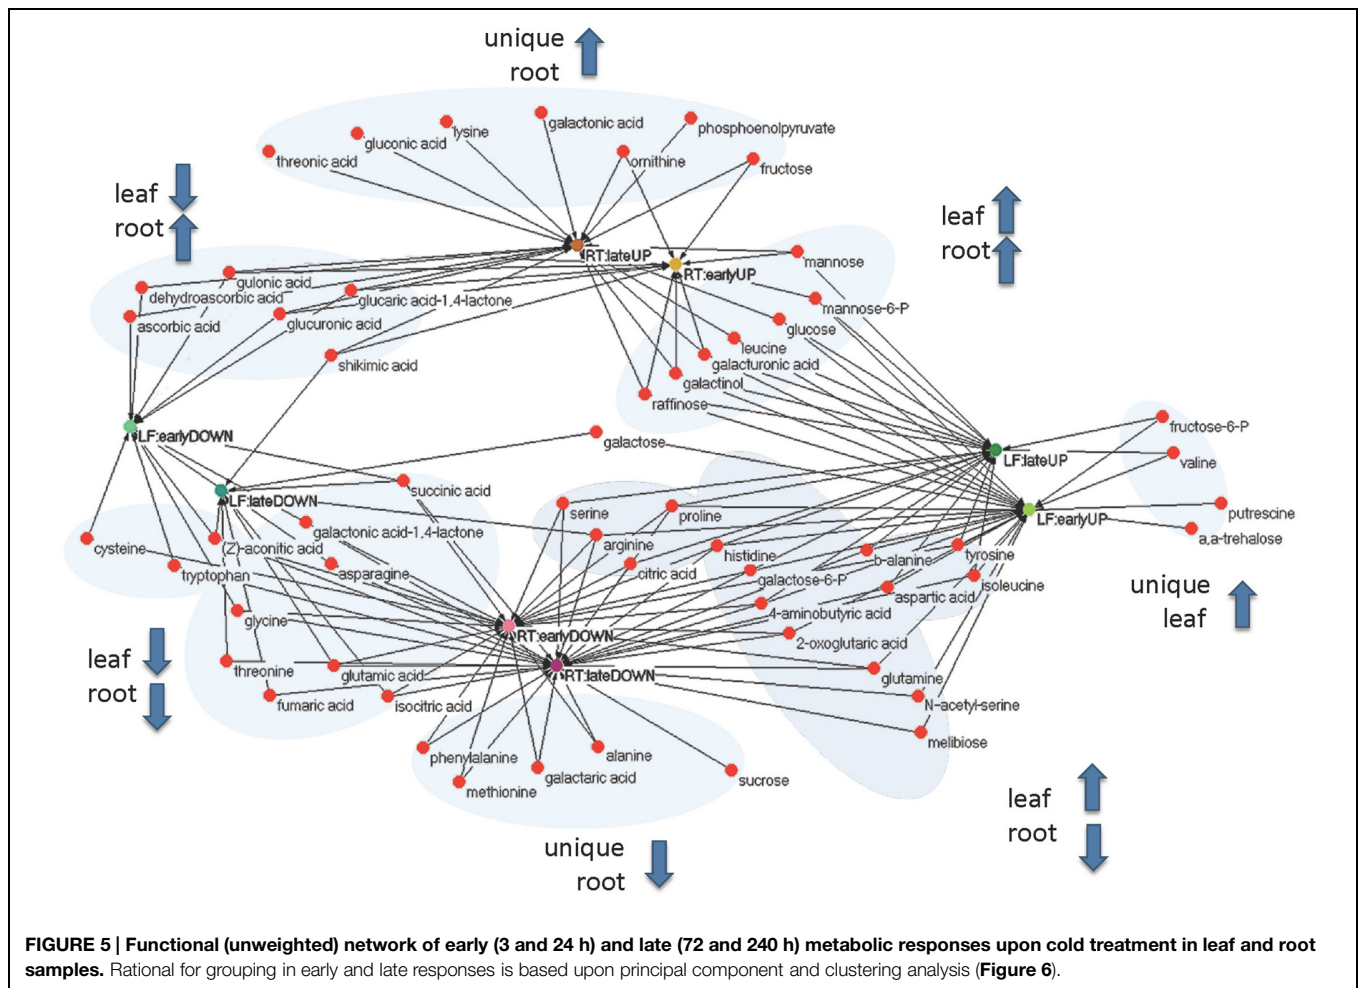 unique
root
threonic acid
gluconic acid
lysine
galactonic acid
phosphoenolpyruvate
ornithine
fructose
leaf
root
leaf
root
RT:lateUP
RT:earlyUP
mannose
mannose-6-P
glucose
leucine
galacturonic acid
galactinol
raffinose
gulonic acid
dehydroascorbic acid
glucaric acid-1,4-lactone
ascorbic acid
glucuronic acid
shikimic acid
LF:earlyDOWN
galactose
LF:lateUP
LF:earlyUP
fructose-6-P
valine
putrescine
a,a-trehalose
unique
leaf
LF:lateDOWN
succinic acid
galactonic acid-1,4-lactone
cysteine
(Z)-aconitic acid
tryptophan
asparagine
glycine
threonine
glutamic acid
fumaric acid
isocitric acid
leaf
root
serine
proline
arginine
citric acid
histidine
galactose-6-P
b-alanine
tyrosine
isoleucine
aspartic acid
4-aminobutyric acid
2-oxoglutaric acid
glutamine
N-acetyl-serine
melibiose
RT:earlyDOWN
RT:lateDOWN
phenylalanine
methionine
galactaric acid
alanine
sucrose
unique
root
leaf
root
FIGURE 5 | Functional (unweighted) network of early (3 and 24 h) and late (72 and 240 h) metabolic responses upon cold treatment in leaf and root
samples. Rational for grouping in early and late responses is based upon principal component and clustering analysis (Figure 6).